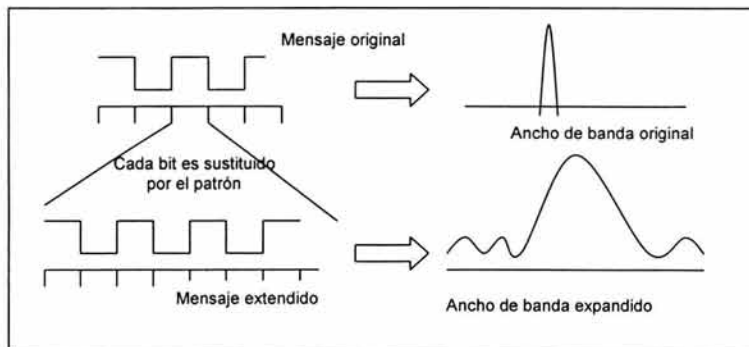 Mensaje original
Ancho de banda original
Cada bit es sustituido
por el patrón
Mensaje extendido
Ancho de banda expandido